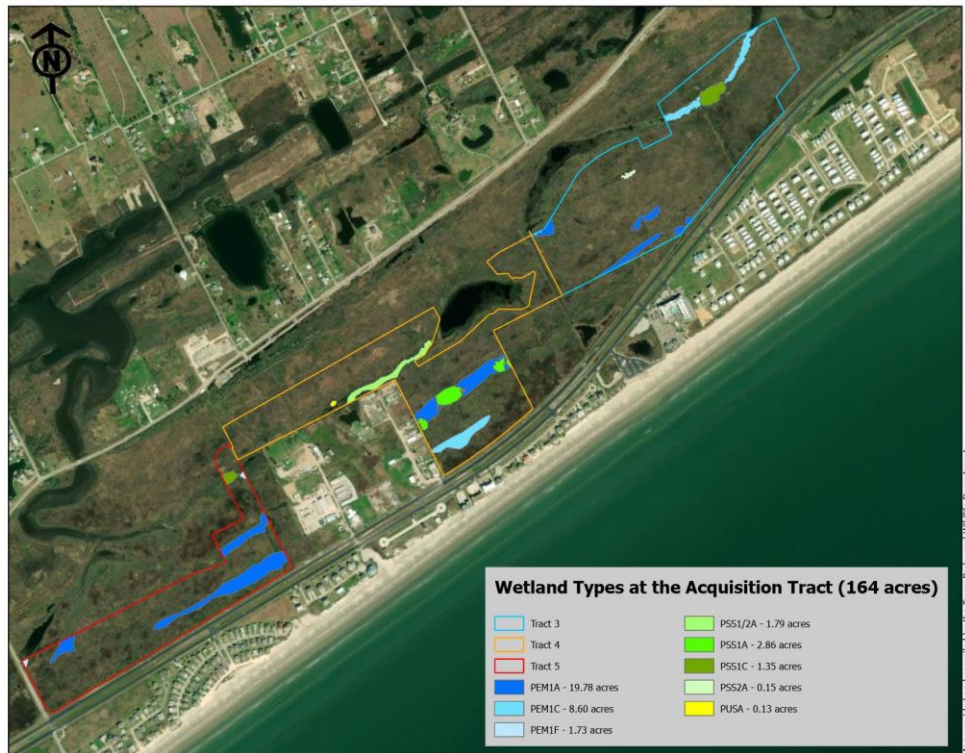 N
Wetland Types at the Acquisition Tract (164 acres)
Tract 3
Tract 4
Tract 5
PEM1A - 19.78 acres
PEM1C - 8.60 acres
PEM1F - 1.73 acres
PSS1/2A - 1.79 acres
PSS1A - 2.86 acres
PSS1C - 1.35 acres
PSS2A - 0.15 acres
PUSA - 0.13 acres